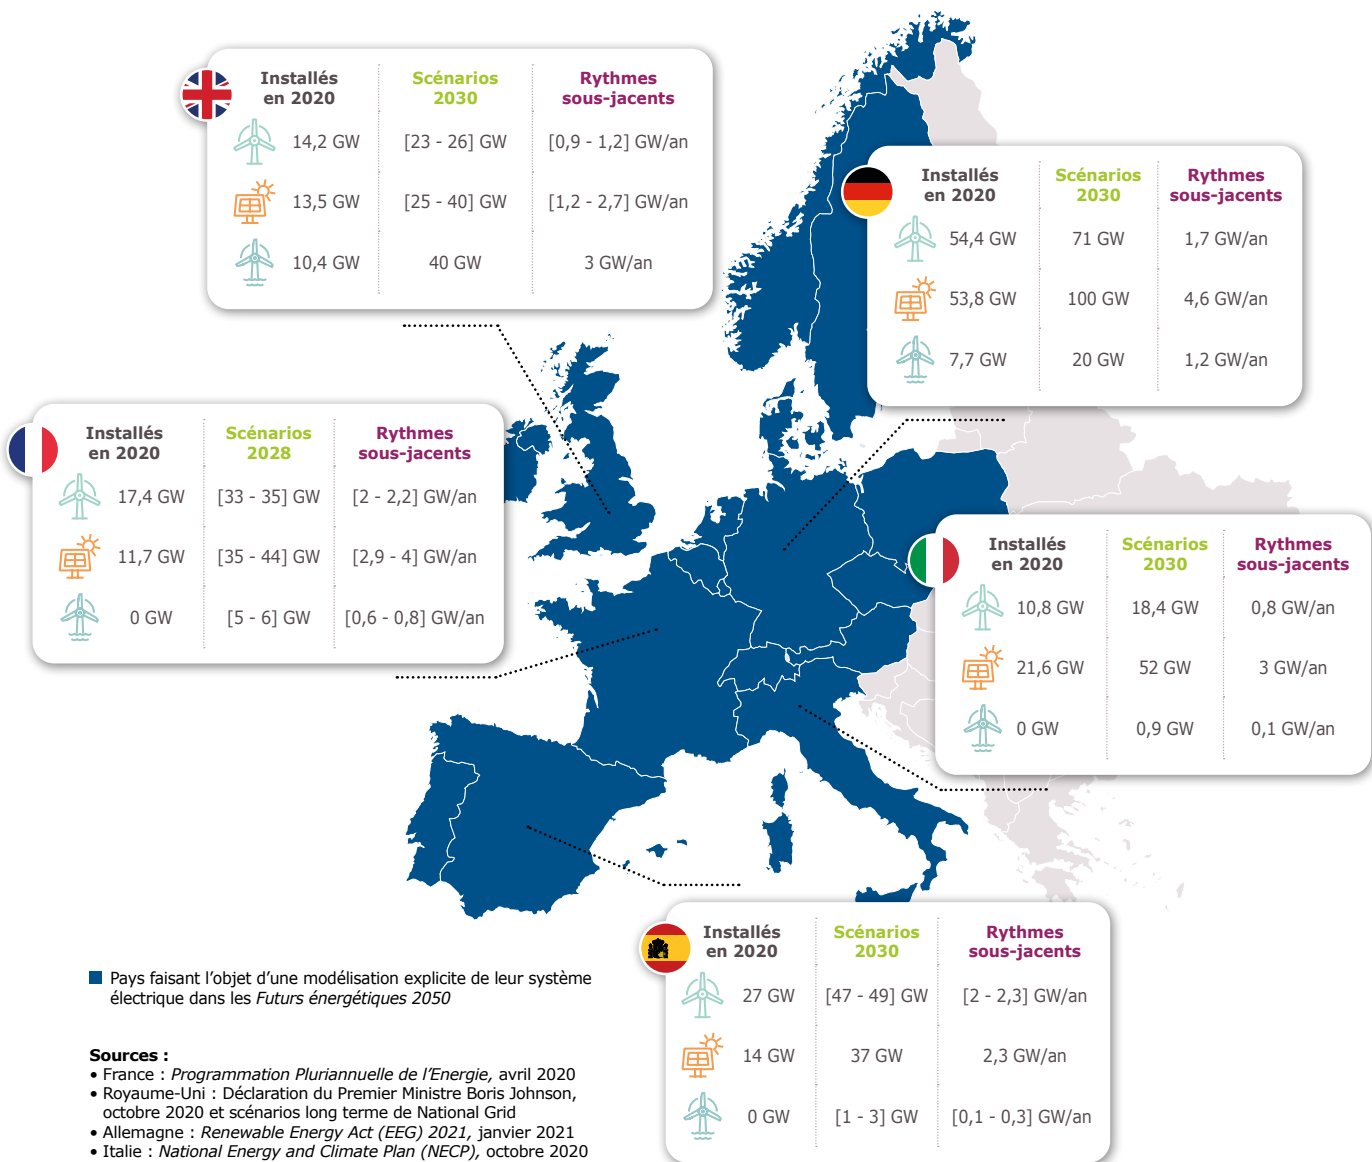 Installés en 2020
Scénarios 2030
Rythmes sous-jacents
14,2 GW [23 - 26] GW [0,9 - 1,2] GW/an
13,5 GW [25 - 40] GW [1,2 - 2,7] GW/an
10,4 GW 40 GW 3 GW/an
Installés en 2020
Scénarios 2030
Rythmes sous-jacents
54,4 GW 71 GW 1,7 GW/an
53,8 GW 100 GW 4,6 GW/an
7,7 GW 20 GW 1,2 GW/an
Installés en 2020
Scénarios 2028
Rythmes sous-jacents
17,4 GW [33 - 35] GW [2 - 2,2] GW/an
11,7 GW [35 - 44] GW [2,9 - 4] GW/an
0 GW [5 - 6] GW [0,6 - 0,8] GW/an
Installés en 2020
Scénarios 2030
Rythmes sous-jacents
10,8 GW 18,4 GW 0,8 GW/an
21,6 GW 52 GW 3 GW/an
0 GW 0,9 GW 0,1 GW/an
Installés en 2020
Scénarios 2030
Rythmes sous-jacents
27 GW [47 - 49] GW [2 - 2,3] GW/an
14 GW 37 GW 2,3 GW/an
0 GW [1 - 3] GW [0,1 - 0,3] GW/an
Pays faisant l'objet d'une modélisation explicite de leur système
électrique dans les Futurs énergétiques 2050
Sources :
• France : Programmation Pluriannuelle de l'Energie, avril 2020
• Royaume-Uni : Déclaration du Premier Ministre Boris Johnson,
octobre 2020 et scénarios long terme de National Grid
• Allemagne : Renewable Energy Act (EEG) 2021, janvier 2021
• Italie : National Energy and Climate Plan (NECP), octobre 2020